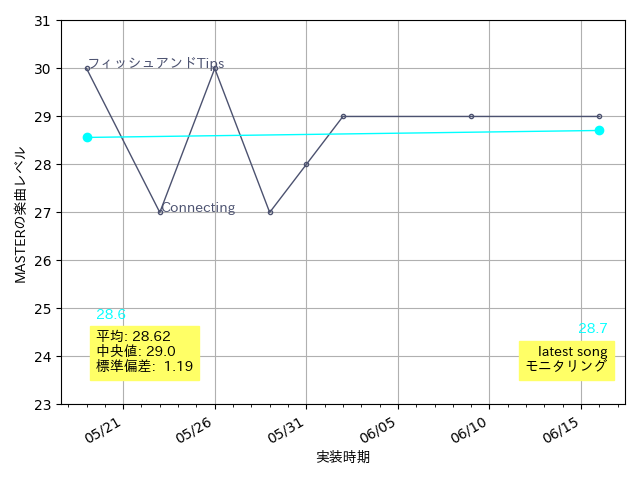 31
30
29
28
27
26
25
24
23
MASTERの楽曲レベル
フィッシュアンドTips
Connecting
28.6
平均: 28.62
中央値: 29.0
標準偏差: 1.19
28.7
latest song
モニタリング
05/21
05/26
05/31
06/05
06/10
06/15
実装時期